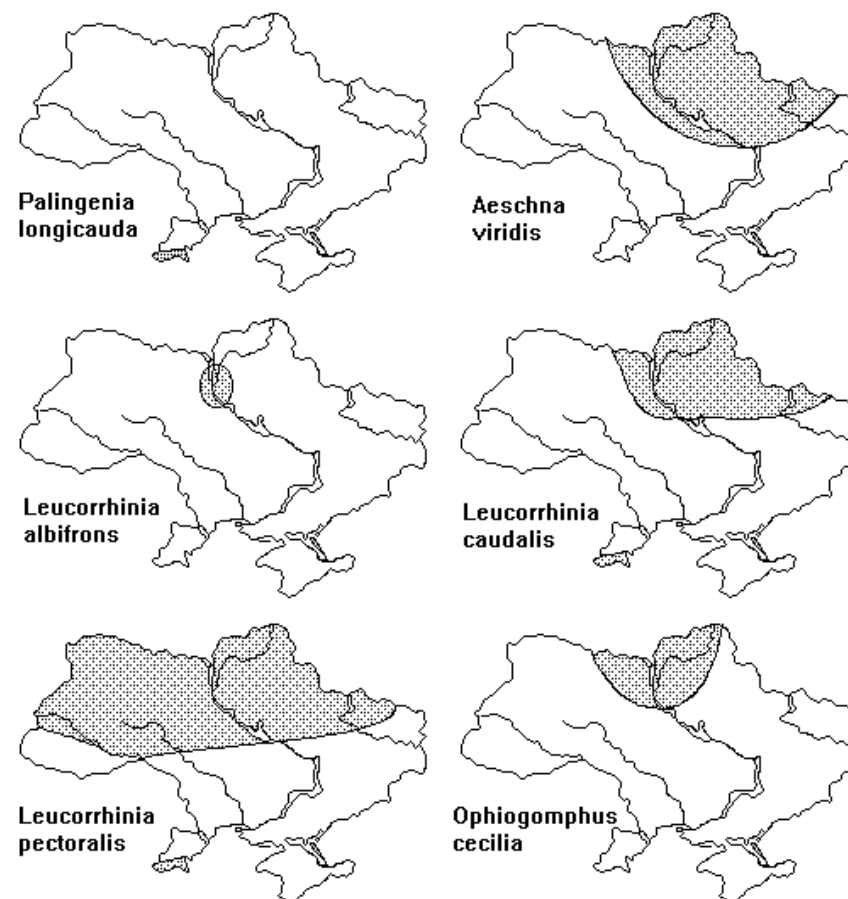 Palingenia
longicauda
Aeschna
viridis
Leucorrhinia
albifrons
Leucorrhinia
caudalis
Leucorrhinia
pectoralis
Ophiogomphus
cecilia